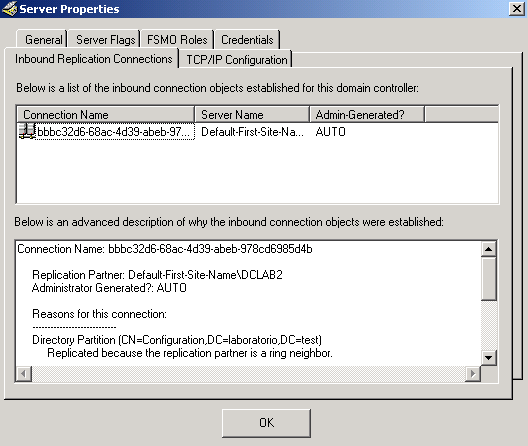 Server Properties
General Server Flags FSMO Roles Credentials
Inbound Replication Connections TCP/IP Configuration
Below is a list of the inbound connection objects established for this domain controller:
Connection Name Server Name Admin-Generated?
bbbc32d6-68ac-4d39-abeb-97... Default-First-Site-Na... AUTO
Below is an advanced description of why the inbound connection objects were established:
Connection Name: bbbc32d6-68ac-4d39-abeb-978cd6985d4b
Replication Partner: Default-First-Site-Name\DCLAB2
Administrator Generated?: AUTO
Reasons for this connection:
---------------------------
Directory Partition (CN=Configuration,DC=laboratorio,DC=test)
Replicated because the replication partner is a ring neighbor.
OK